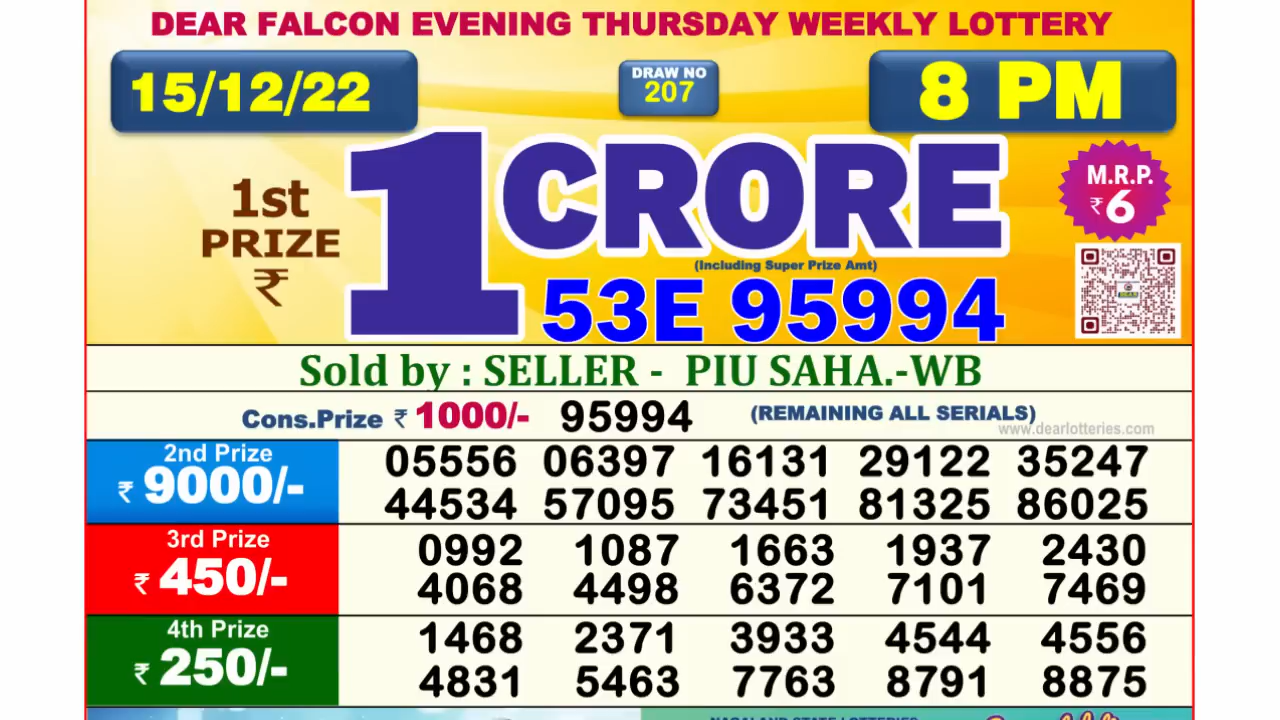 DEAR FALCON EVENING THURSDAY WEEKLY LOTTERY
15/12/22
DRAW NO
207
8 PM
1st
PRIZE
₹
1 CRORE
(Including Super Prize Amt)
53E 95994
M.R.P.
₹6
Sold by : SELLER - PIU SAHA.-WB
Cons.Prize ₹ 1000/- 95994 (REMAINING ALL SERIALS)
www.dearlotteries.com
2nd Prize
₹ 9000/-
05556 06397 16131 29122 35247
44534 57095 73451 81325 86025
3rd Prize
₹ 450/-
0992 1087 1663 1937 2430
4068 4498 6372 7101 7469
4th Prize
₹ 250/-
1468 2371 3933 4544 4556
4831 5463 7763 8791 8875
NAGALAND STATE LOTTERIES